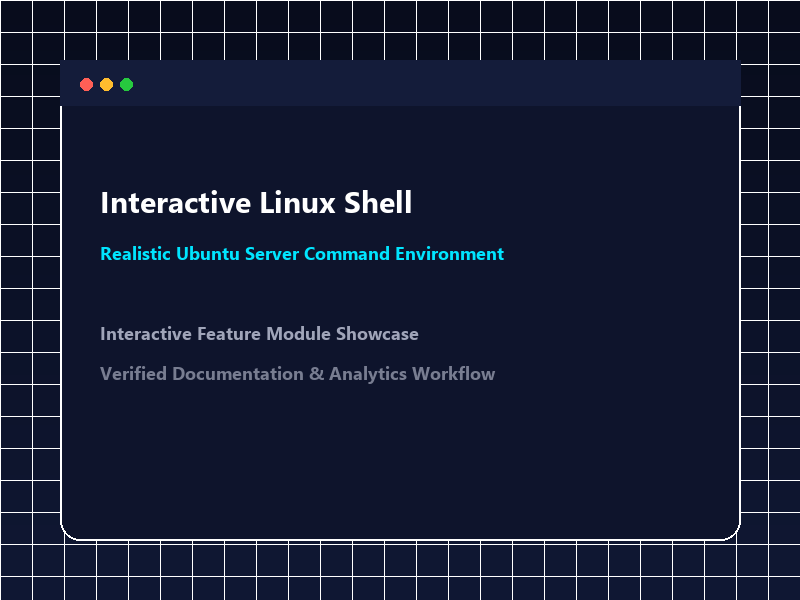 Interactive Linux Shell
Realistic Ubuntu Server Command Environment
Interactive Feature Module Showcase
Verified Documentation & Analytics Workflow